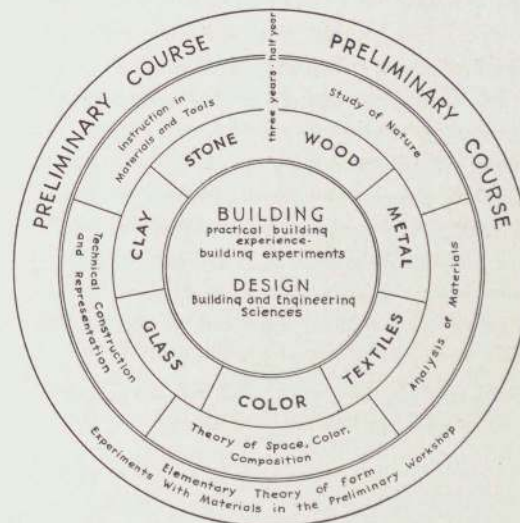 PRELIMINARY COURSE
PRELIMINARY COURSE
three years · half year
Elementary Theory of Form
Experiments With Materials in the Preliminary Workshop
Instruction in
Materials and Tools
Study of Nature
Analysis of Materials
Theory of Space, Color,
Composition
Technical Construction
and Representation
STONE
WOOD
METAL
TEXTILES
COLOR
GLASS
CLAY
BUILDING
practical building
experience-
building experiments
DESIGN
Building and Engineering
Sciences